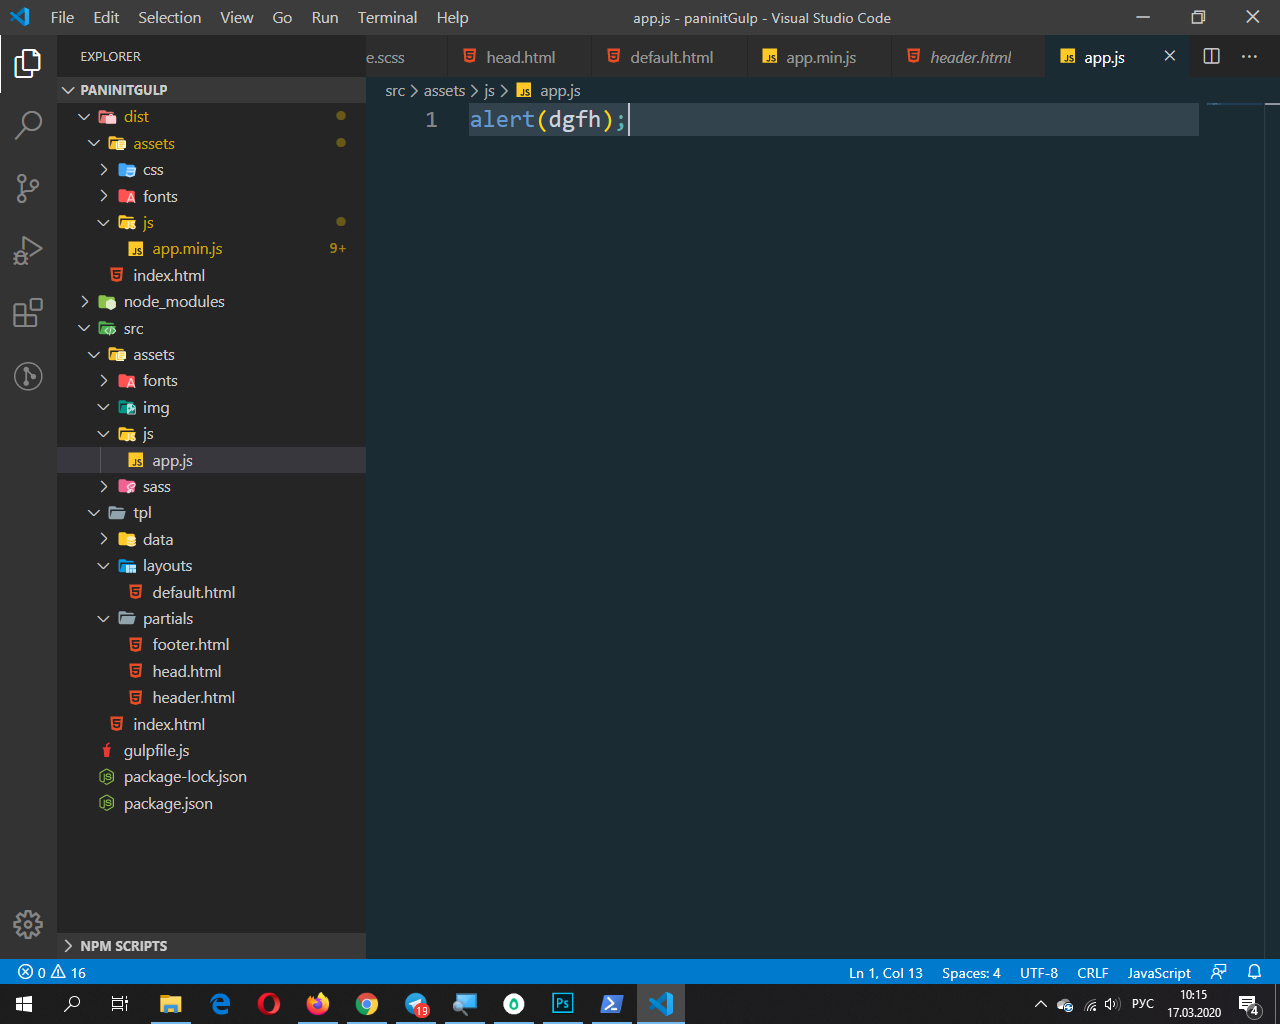 File Edit Selection View Go Run Terminal Help
app.js - paninitGulp - Visual Studio Code
EXPLORER
e.scss head.html default.html app.min.js header.html app.js
PANINITGULP
src assets js app.js
1 alert(dgfh);
dist
assets
css
fonts
js
app.min.js 9+
index.html
node_modules
src
assets
fonts
img
js
app.js
sass
tpl
data
layouts
default.html
partials
footer.html
head.html
header.html
index.html
gulpfile.js
package-lock.json
package.json
NPM SCRIPTS
0 16 Ln 1, Col 13 Spaces: 4 UTF-8 CRLF JavaScript
19
Ps
РУС
10:15
17.03.2020
4